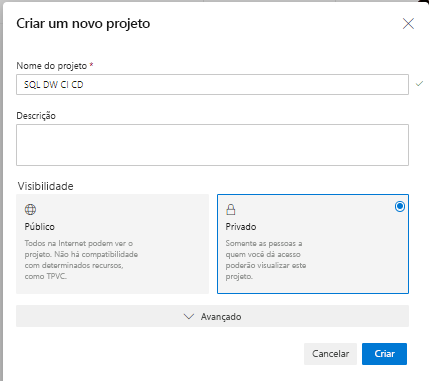 Criar um novo projeto
Nome do projeto *
SQL DW CI CD
Descrição
Visibilidade
Público
Todos na Internet podem ver o
projeto. Não há compatibilidade
com determinados recursos,
como TPVC.
Privado
Somente as pessoas a
quem você dá acesso
poderão visualizar este
projeto.
Avançado
Cancelar
Criar